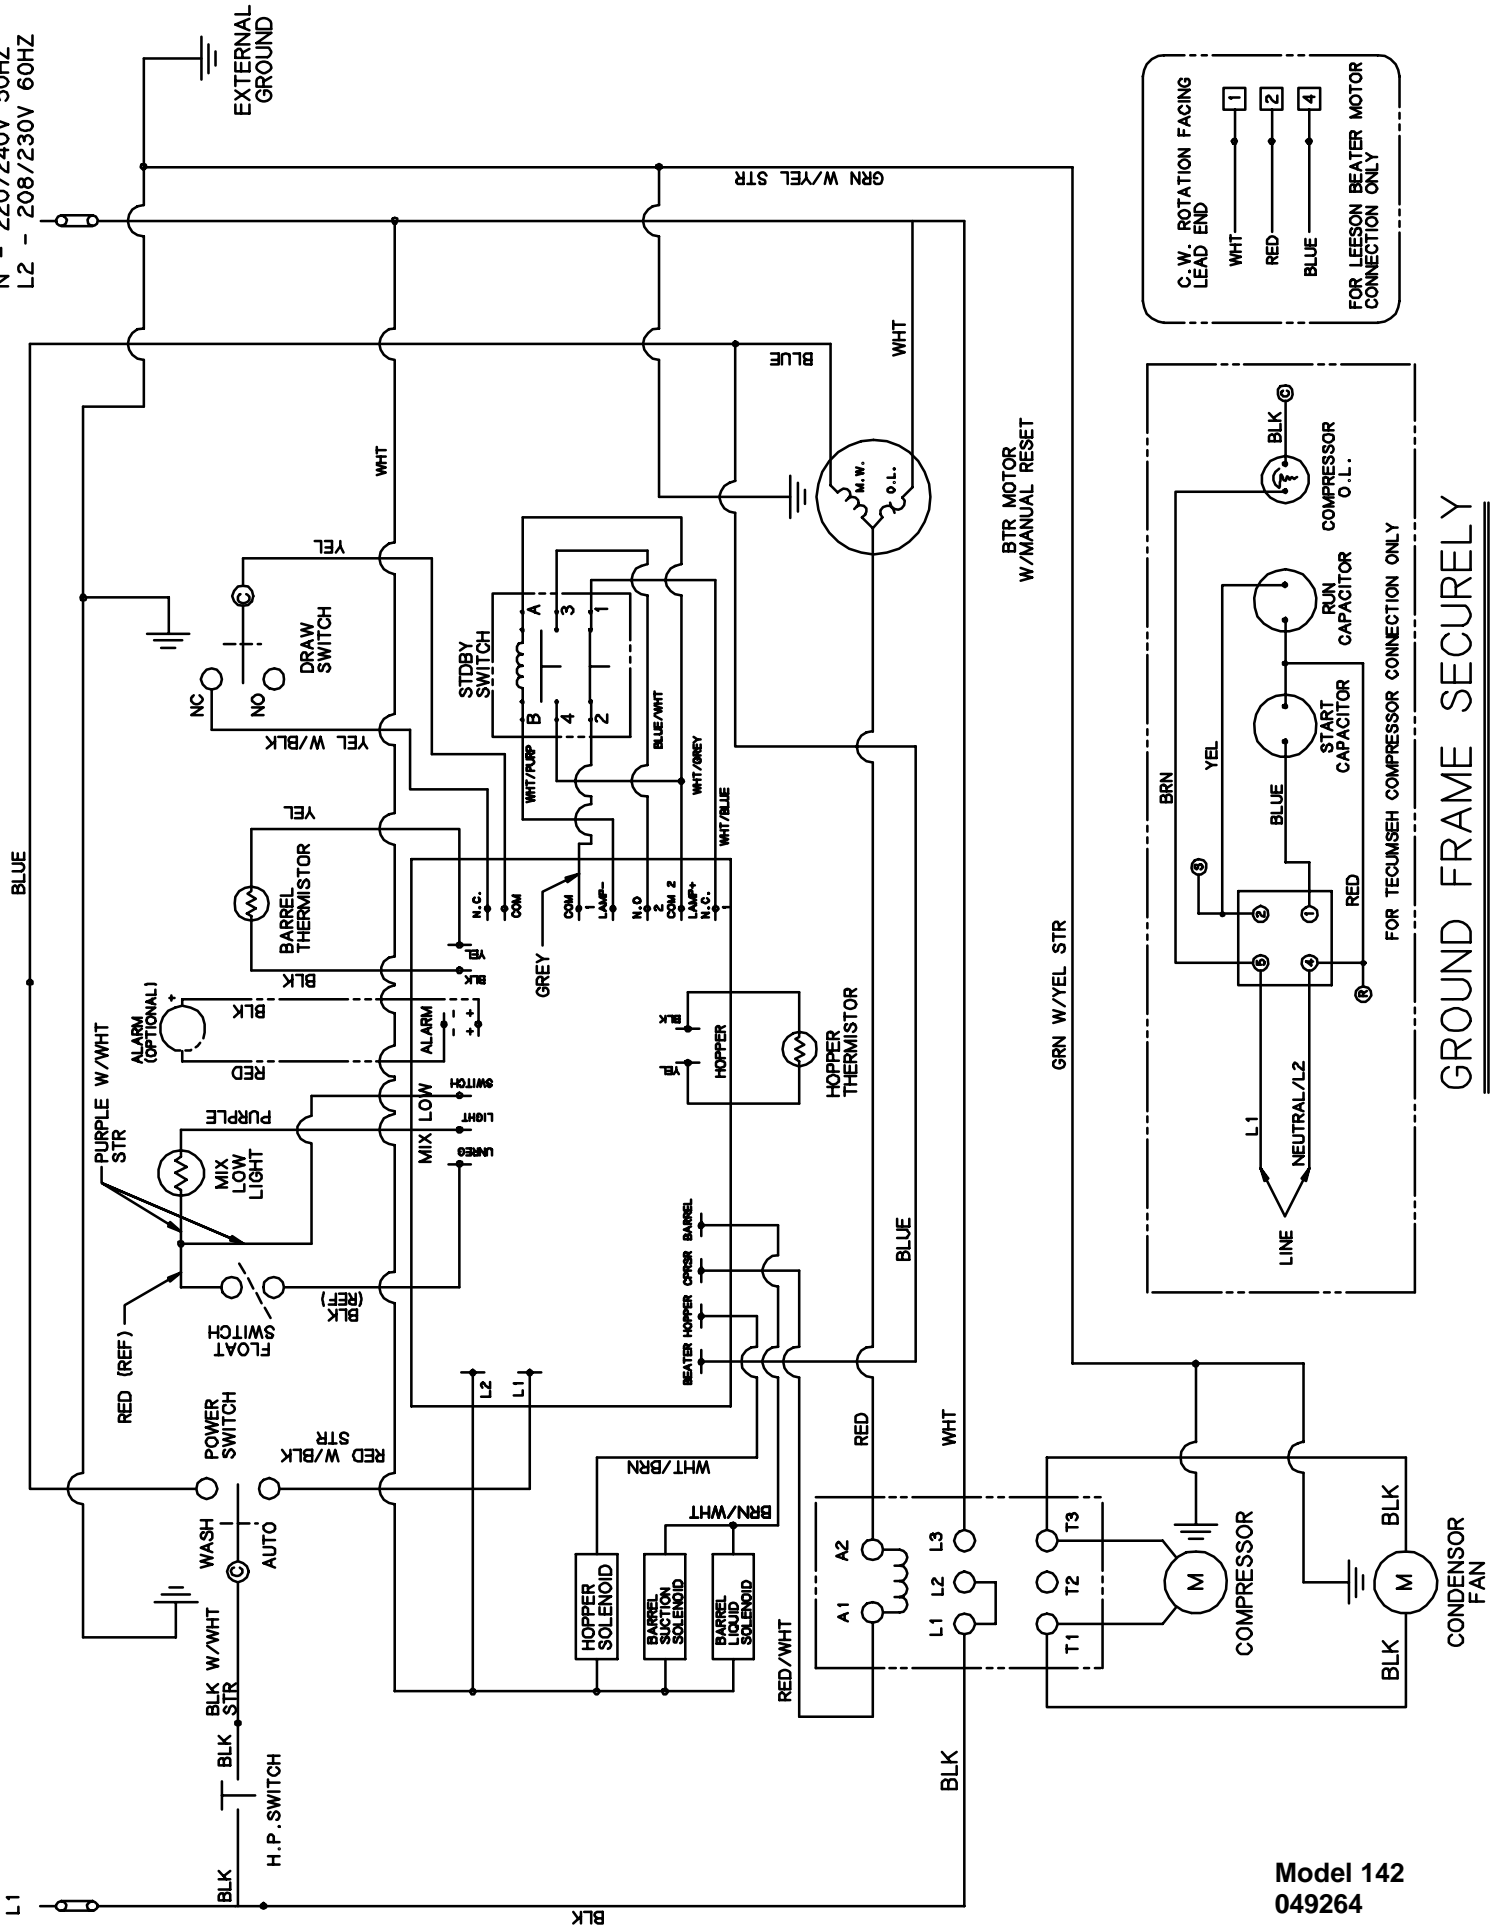 L1
N - 220/240V 50HZ
L2 - 208/230V 60HZ
EXTERNAL
GROUND
BLK
H.P.SWITCH
BLK
BLK W/WHT
STR
WASH
AUTO
C
POWER
SWITCH
RED W/BLK
STR
BLUE
RED (REF)
FLOAT
SWITCH
BLK
(REF)
PURPLE W/WHT
STR
MIX
LOW
LIGHT
PURPLE
ALARM
(OPTIONAL)
+
-
RED
BLK
BARREL
THERMISTOR
BLK
YEL
NC
NO
C
DRAW
SWITCH
YEL W/BLK
YEL
WHT
GRN W/YEL STR
L2
L1
MIX LOW
UNREG
LIGHT
SWITCH
ALARM
- -
+ +
BLK
YEL
N.C.
COM
COM
1
LAMP-
N.O
2
COM 2
LAMP+
N.C.
1
GREY
STDBY
SWITCH
B
A
4
3
2
1
WHT/PURP
BLUE/WHT
WHT/GREY
WHT/BLUE
HOPPER
YEL
BLK
HOPPER
THERMISTOR
BEATER
HOPPER
CPRSR
BARREL
WHT/BRN
BRN/WHT
HOPPER
SOLENOID
BARREL
SUCTION
SOLENOID
BARREL
LIQUID
SOLENOID
RED/WHT
BLUE
BLUE
WHT
M.W.
O.L.
BTR MOTOR
W/MANUAL RESET
RED
WHT
A1
A2
L1
L2
L3
T1
T2
T3
BLK
BLK
GRN W/YEL STR
M
COMPRESSOR
M
BLK
BLK
CONDENSOR
FAN
C.W. ROTATION FACING
LEAD END
WHT
1
RED
2
BLUE
4
FOR LEESON BEATER MOTOR
CONNECTION ONLY
LINE
L1
NEUTRAL/L2
5
2
4
1
S
R
C
BRN
YEL
BLUE
RED
BLK
START
CAPACITOR
RUN
CAPACITOR
COMPRESSOR
O.L.
FOR TECUMSEH COMPRESSOR CONNECTION ONLY
GROUND FRAME SECURELY
Model 142
049264